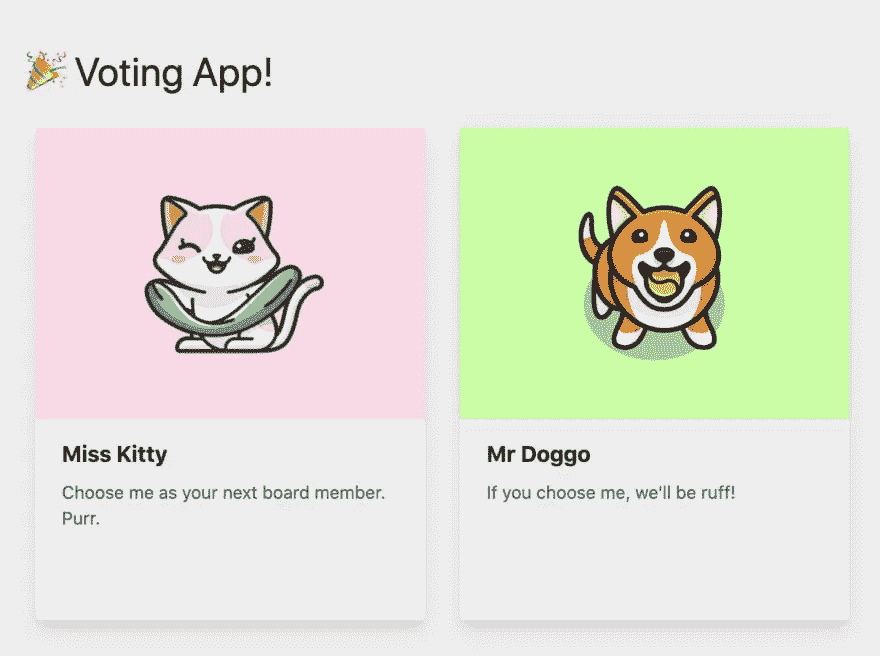 🎉 Voting App!
Miss Kitty
Choose me as your next board member.
Purr.
Mr Doggo
If you choose me, we'll be ruff!